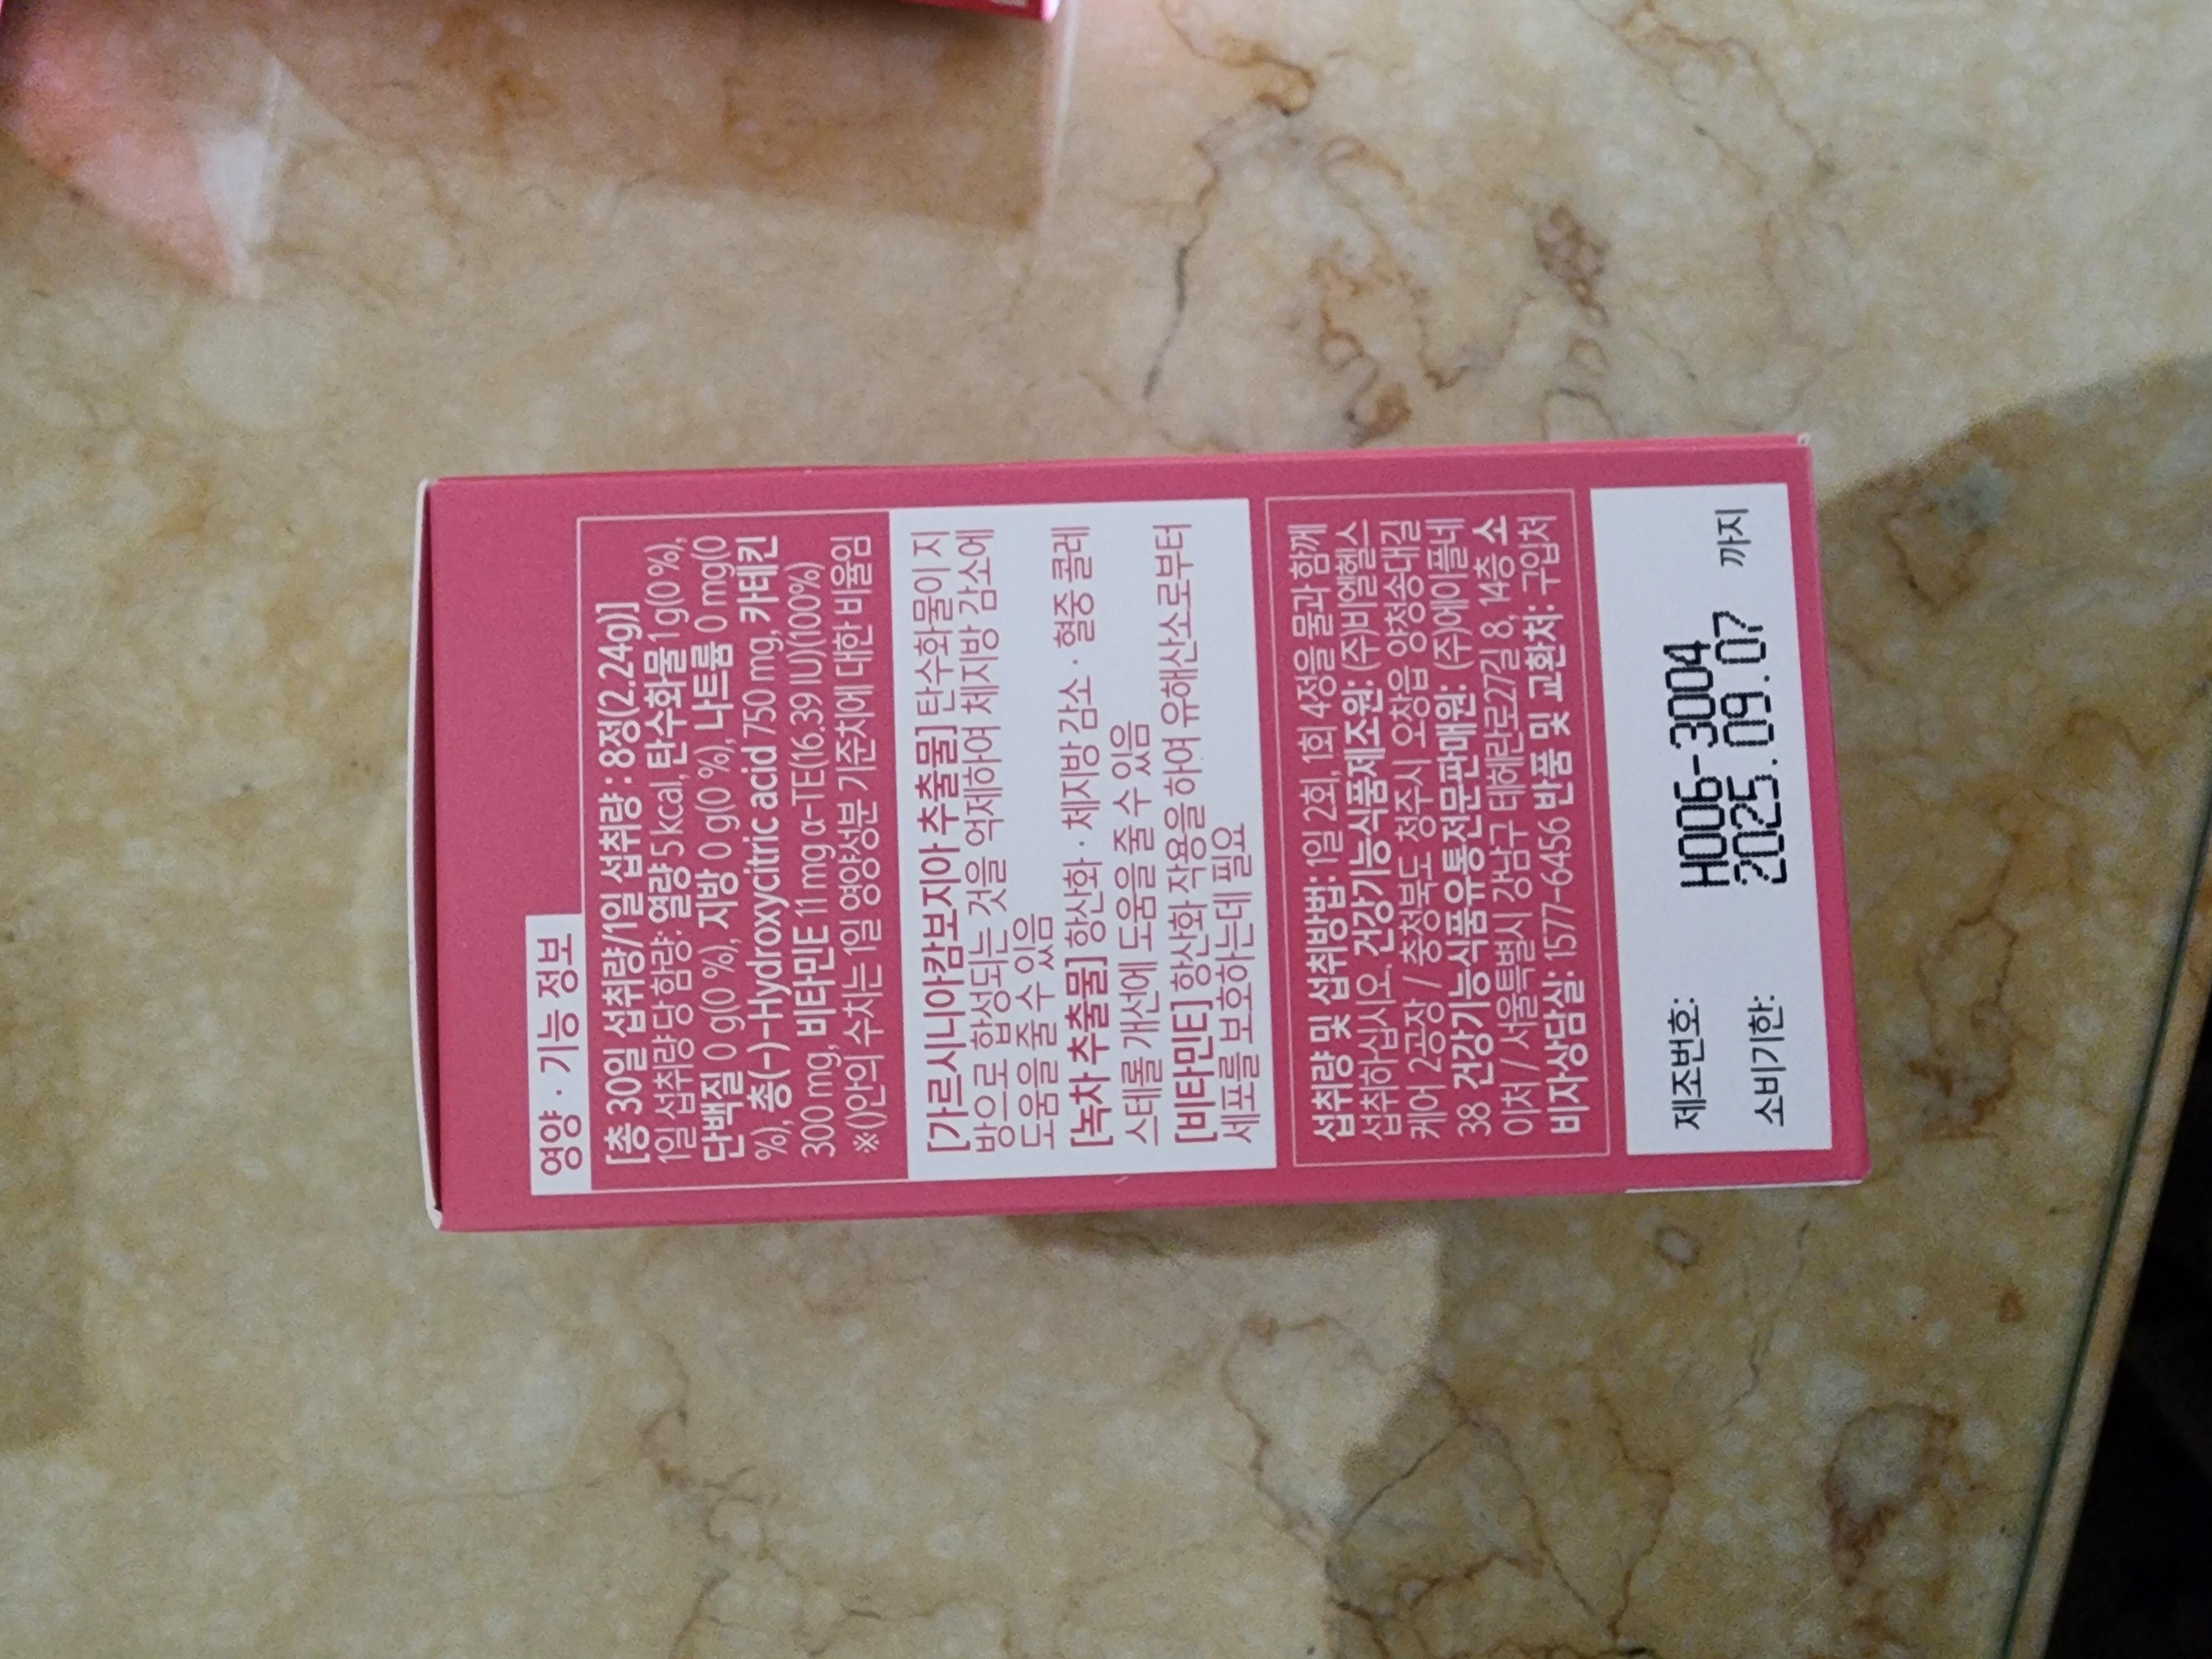 영양 · 기능 정보
[총 30일 섭취량/1일 섭취량 : 8정(2.24g)]
1일 섭취량 당 함량: 열량 5 kcal, 탄수화물 1 g(0 %),
단백질 0 g(0 %), 지방 0 g(0 %), 나트륨 0 mg(0
%), 총(-)-Hydroxycitric acid 750 mg, 카테킨
300 mg, 비타민E 11 mg α-TE(16.39 IU)(100%)
※()안의 수치는 1일 영양성분 기준치에 대한 비율임
[가르시니아캄보지아 추출물] 탄수화물이 지
방으로 합성되는 것을 억제하여 체지방 감소에
도움을 줄 수 있음
[녹차 추출물] 항산화 · 체지방 감소 · 혈중 콜레
스테롤 개선에 도움을 줄 수 있음
[비타민E] 항산화 작용을 하여 유해산소로부터
세포를 보호하는데 필요
섭취량 및 섭취방법: 1일 2회, 1회 4정을 물과 함께
섭취하십시오. 건강기능식품제조원: (주)비엘헬스
케어 2공장 / 충청북도 청주시 오창읍 양청송대길
38 건강기능식품유통전문판매원: (주)에이플네
이처 / 서울특별시 강남구 테헤란로27길 8, 14층 소
비자상담실: 1577-6456 반품 및 교환처: 구입처
제조번호: H006-3004
소비기한: 2025.09.07 까지